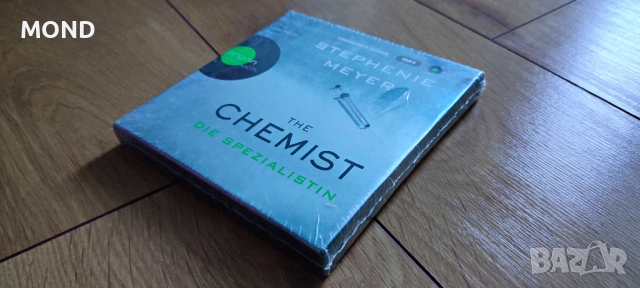 MOND
STEPHENIE
MEYER
MP3
THE
CHEMIST
DIE SPEZIALISTIN
BAZAR